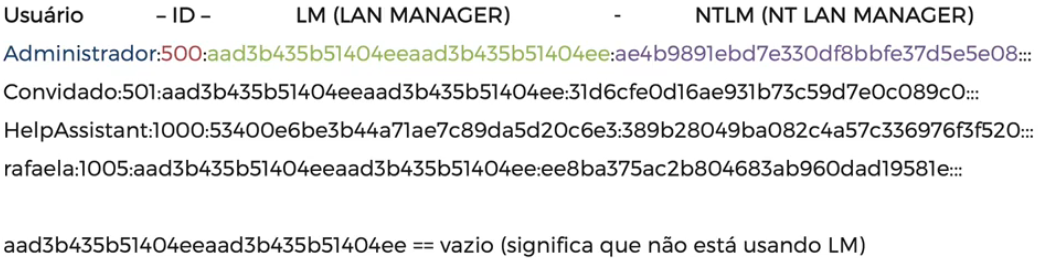 Usuário – ID – LM (LAN MANAGER) - NTLM (NT LAN MANAGER)
Administrador:500:aad3b435b51404eeaad3b435b51404ee:ae4b9891ebd7e330df8bbfe37d5e5e08:::
Convidado:501:aad3b435b51404eeaad3b435b51404ee:31d6cfe0d16ae931b73c59d7e0c089c0:::
HelpAssistant:1000:53400e6be3b44a71ae7c89da5d20c6e3:389b28049ba082c4a57c336976f3f520:::
rafaela:1005:aad3b435b51404eeaad3b435b51404ee:ee8ba375ac2b804683ab960dad19581e:::
aad3b435b51404eeaad3b435b51404ee == vazio (significa que não está usando LM)